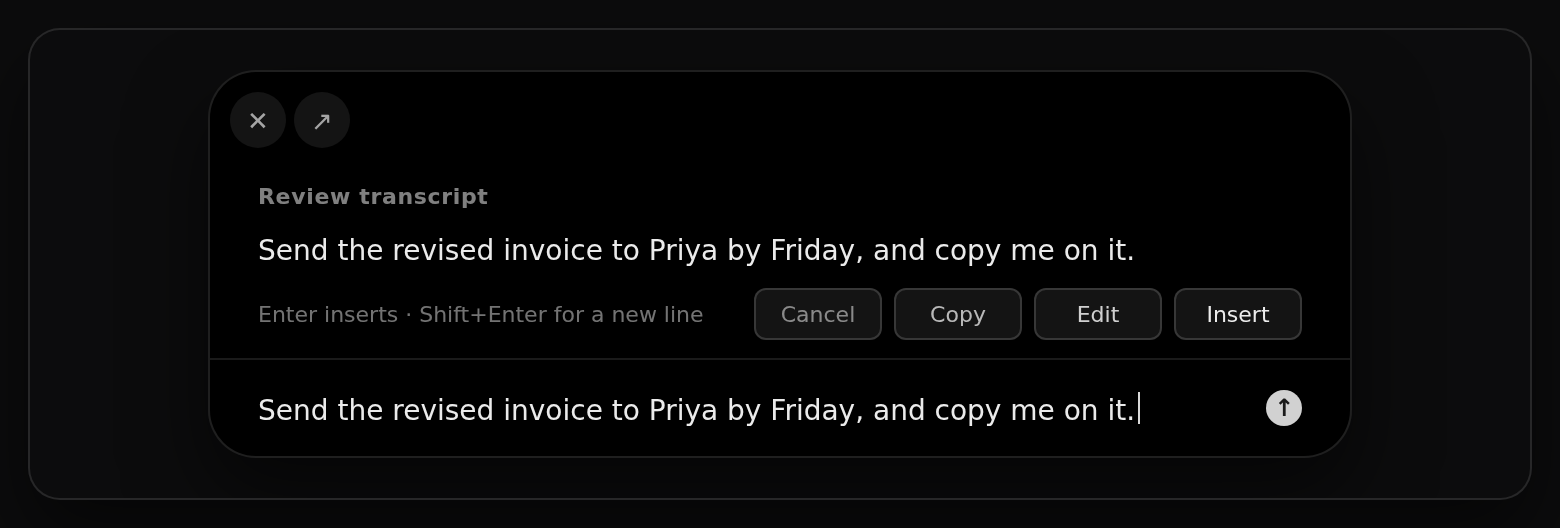 Review transcript
Send the revised invoice to Priya by Friday, and copy me on it.
Enter inserts · Shift+Enter for a new line Cancel Copy Edit Insert
Send the revised invoice to Priya by Friday, and copy me on it.